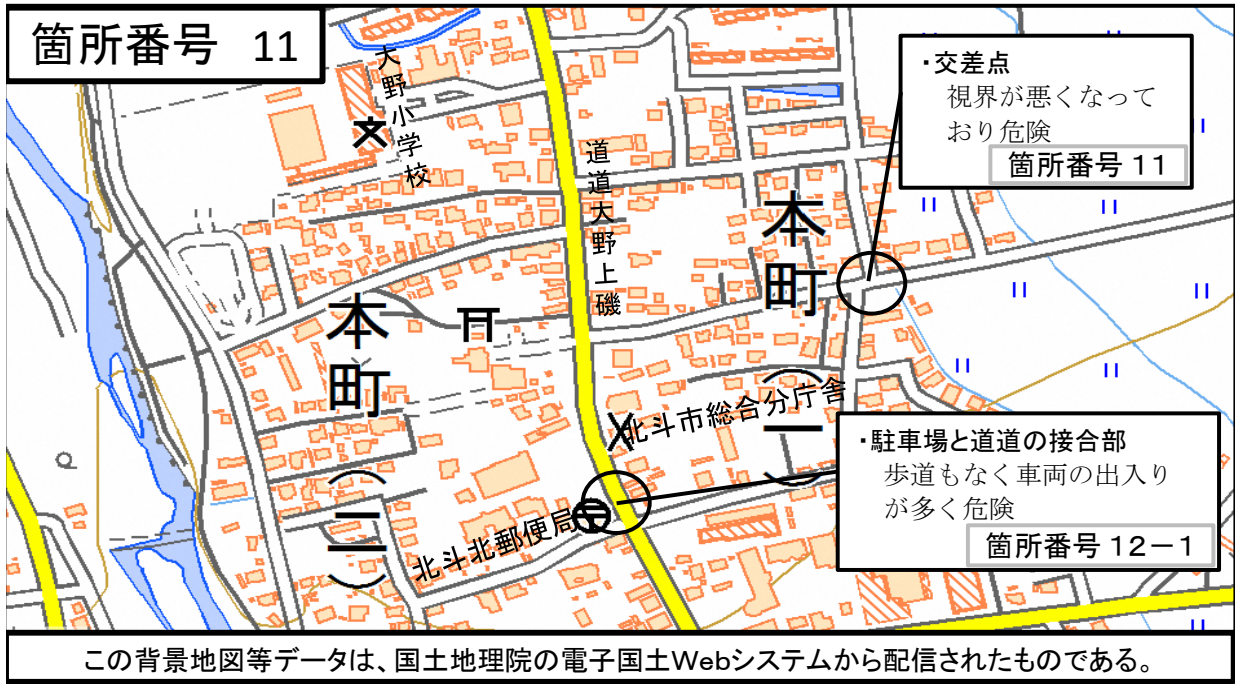 箇所番号 11
大野小学校
道道大野上磯
・交差点
視界が悪くなって
おり危険
箇所番号 11
本町(一)
本町(二)
北斗市総合分庁舎
北斗北郵便局
・駐車場と道道の接合部
歩道もなく車両の出入り
が多く危険
箇所番号 12－1
この背景地図等データは、国土地理院の電子国土Webシステムから配信されたものである。